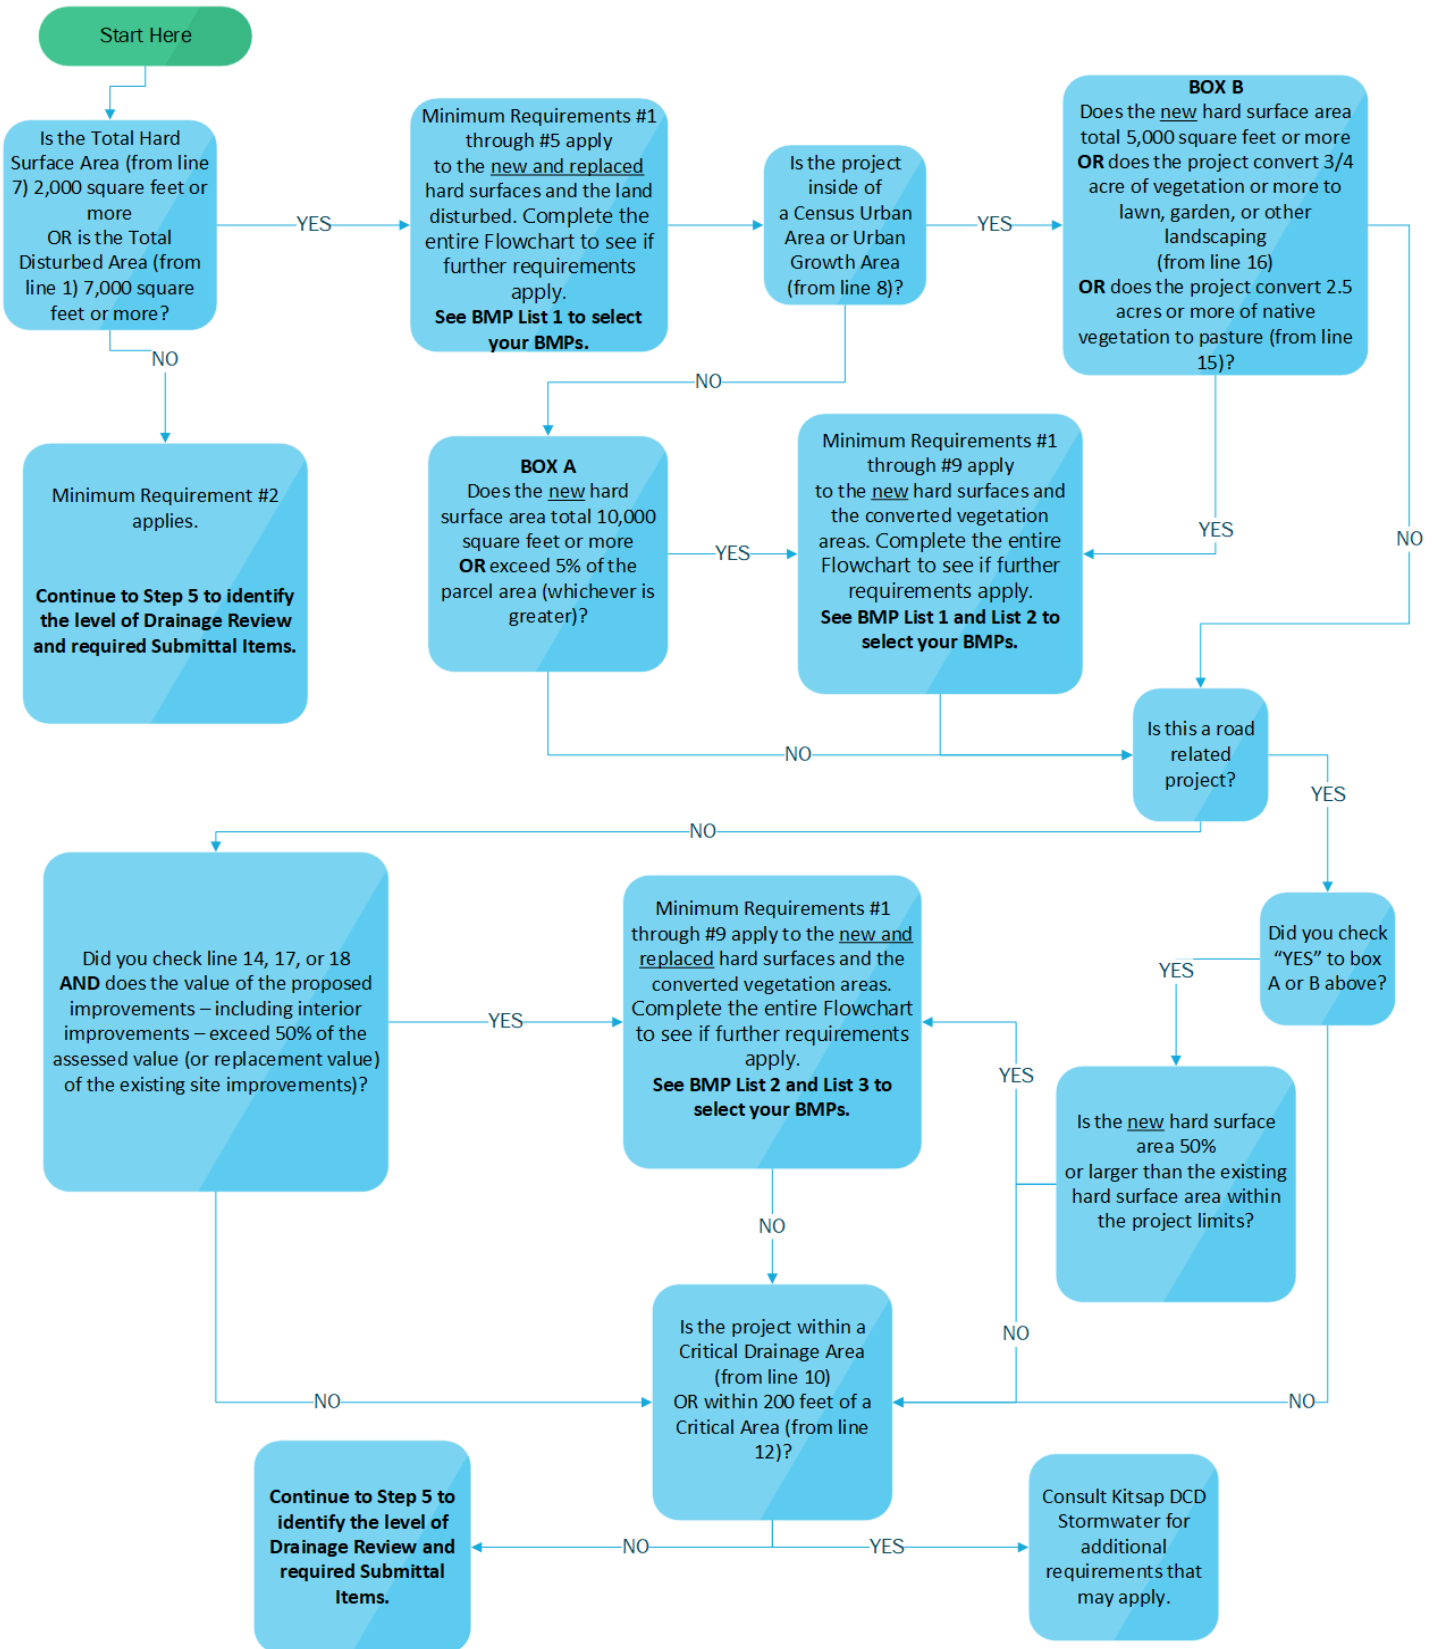 Start Here
Is the Total Hard
Surface Area (from line
7) 2,000 square feet or
more
OR is the Total
Disturbed Area (from
line 1) 7,000 square
feet or more?
YES
NO
Minimum Requirements #1
through #5 apply
to the new and replaced
hard surfaces and the land
disturbed. Complete the
entire Flowchart to see if
further requirements
apply.
See BMP List 1 to select
your BMPs.
Is the project
inside of
a Census Urban
Area or Urban
Growth Area
(from line 8)?
YES
NO
BOX B
Does the new hard surface area
total 5,000 square feet or more
OR does the project convert 3/4
acre of vegetation or more to
lawn, garden, or other
landscaping
(from line 16)
OR does the project convert 2.5
acres or more of native
vegetation to pasture (from line
15)?
YES
NO
Minimum Requirement #2
applies.
Continue to Step 5 to identify
the level of Drainage Review
and required Submittal Items.
BOX A
Does the new hard
surface area total 10,000
square feet or more
OR exceed 5% of the
parcel area (whichever is
greater)?
YES
NO
Minimum Requirements #1
through #9 apply
to the new hard surfaces and
the converted vegetation
areas. Complete the entire
Flowchart to see if further
requirements apply.
See BMP List 1 and List 2 to
select your BMPs.
Is this a road
related
project?
YES
NO
Did you check line 14, 17, or 18
AND does the value of the proposed
improvements – including interior
improvements – exceed 50% of the
assessed value (or replacement value)
of the existing site improvements)?
YES
NO
Minimum Requirements #1
through #9 apply to the new and
replaced hard surfaces and the
converted vegetation areas.
Complete the entire Flowchart
to see if further requirements
apply.
See BMP List 2 and List 3 to
select your BMPs.
NO
Did you check
“YES” to box
A or B above?
YES
NO
Is the new hard surface
area 50%
or larger than the existing
hard surface area within
the project limits?
YES
NO
Is the project within a
Critical Drainage Area
(from line 10)
OR within 200 feet of a
Critical Area (from line
12)?
NO
YES
Continue to Step 5 to
identify the level of
Drainage Review and
required Submittal
Items.
Consult Kitsap DCD
Stormwater for
additional
requirements that
may apply.